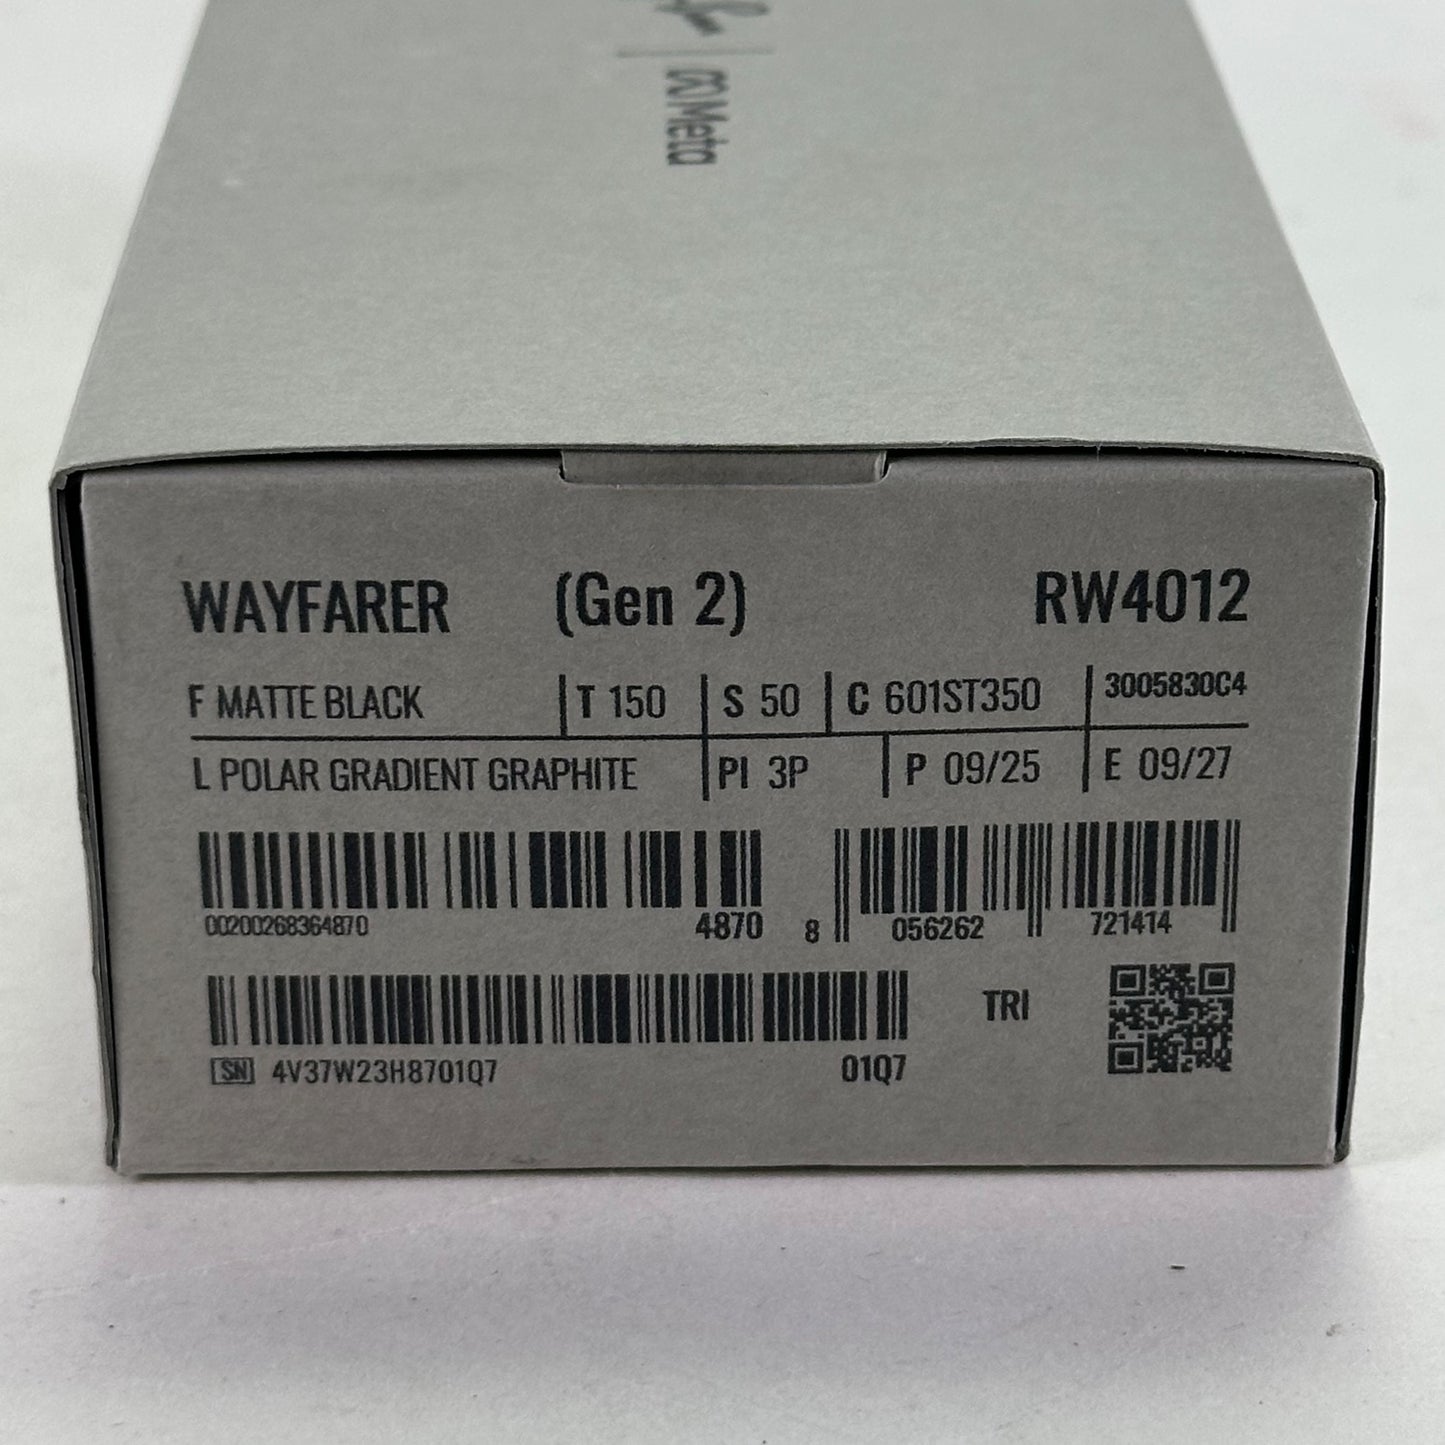 Meta
WAYFARER (Gen 2) RW4012
F MATTE BLACK T 150 S 50 C 601ST350 3005830C4
L POLAR GRADIENT GRAPHITE PI 3P P 09/25 E 09/27
00200268364870 4870 8 056262 721414
TRI
SN 4V37W23H8701Q7 01Q7